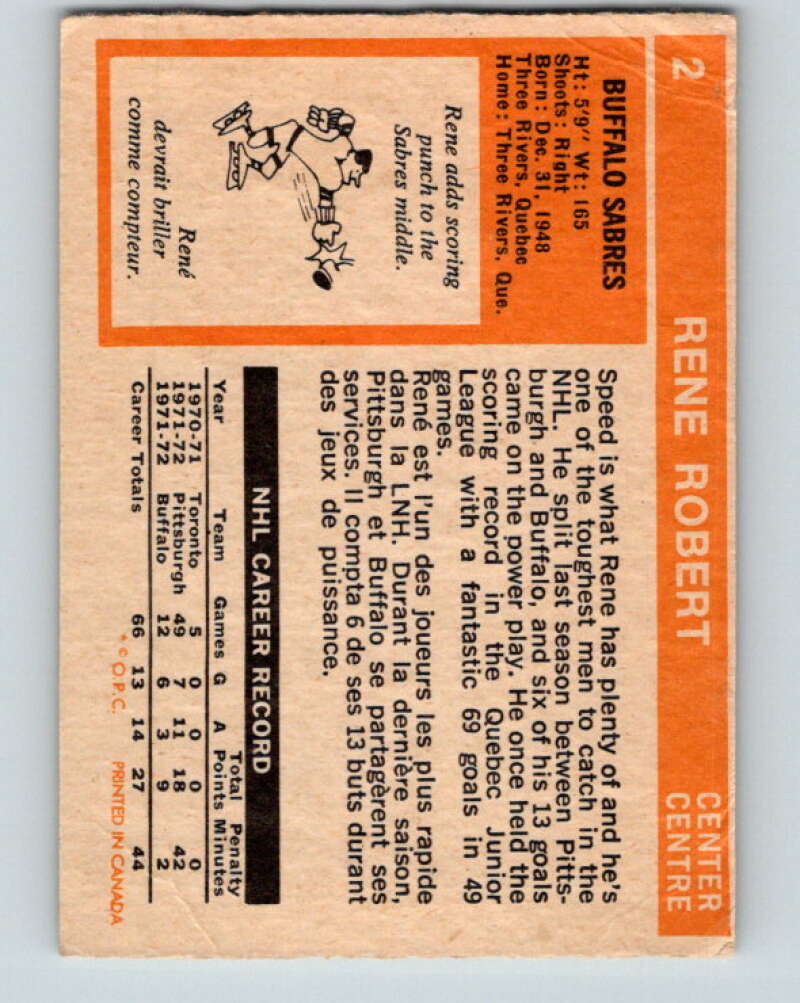 2
RENE ROBERT
CENTER
CENTRE
BUFFALO SABRES
Ht: 5'9" Wt: 165
Shoots: Right
Born: Dec. 31, 1948
Three Rivers, Quebec
Home: Three Rivers, Que.
Rene adds scoring
punch to the
Sabres middle.
René
devrait briller
comme compteur.
Speed is what Rene has plenty of and he's
one of the toughest men to catch in the
NHL. He split last season between Pitts-
burgh and Buffalo, and six of his 13 goals
came on the power play. He once held the
scoring record in the Quebec Junior
League with a fantastic 69 goals in 49
games.
René est l'un des joueurs les plus rapide
dans la LNH. Durant la dernière saison,
Pittsburgh et Buffalo se partagèrent ses
services. Il compta 6 de ses 13 buts durant
des jeux de puissance.
NHL CAREER RECORD
Total Penalty
Year Team Games G A Points Minutes
1970-71 Toronto 5 0 0 0 0
1971-72 Pittsburgh 49 7 11 18 42
1971-72 Buffalo 12 6 3 9 2
Career Totals 66 13 14 27 44
* © O.P.C. PRINTED IN CANADA